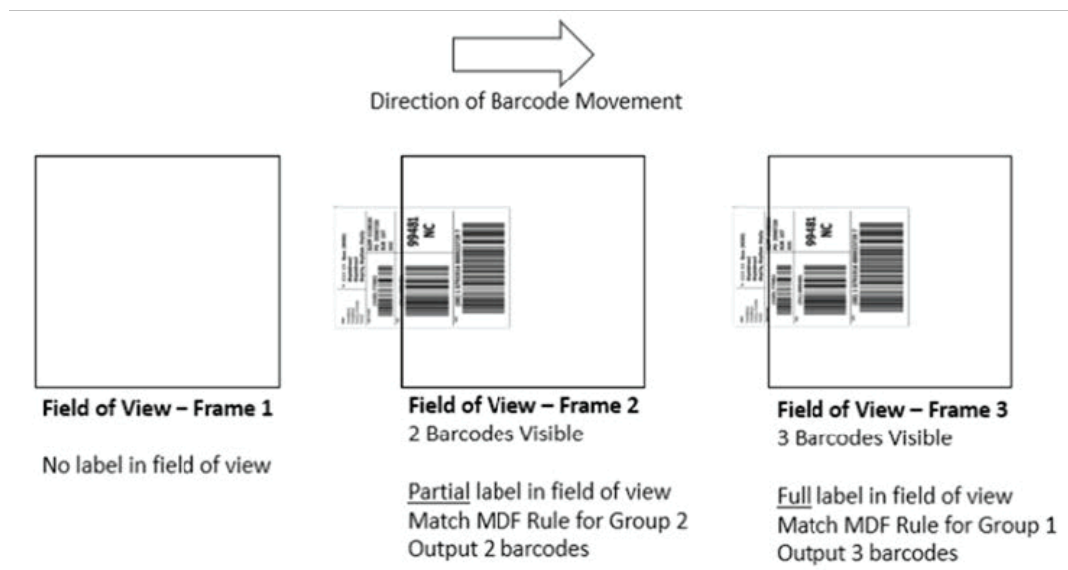 Direction of Barcode Movement
99481
NC
99481
NC
Field of View – Frame 1
No label in field of view
Field of View – Frame 2
2 Barcodes Visible
Partial label in field of view
Match MDF Rule for Group 2
Output 2 barcodes
Field of View – Frame 3
3 Barcodes Visible
Full label in field of view
Match MDF Rule for Group 1
Output 3 barcodes